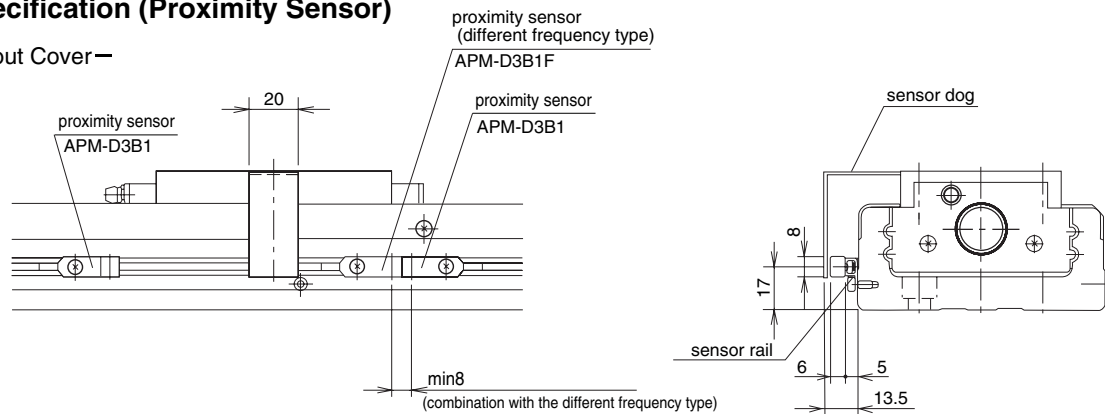 ecification (Proximity Sensor)
out Cover—
proximity sensor
(different frequency type)
APM-D3B1F
20
proximity sensor
APM-D3B1
proximity sensor
APM-D3B1
min8
(combination with the different frequency type)
sensor dog
8
17
sensor rail
6
5
13.5